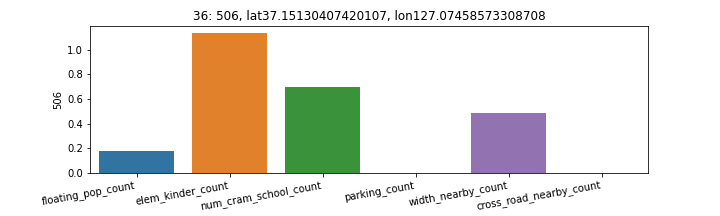 36: 506, lat37.15130407420107, lon127.07458573308708
506
1.0
0.8
0.6
0.4
0.2
0.0
floating_pop_count
elem_kinder_count
num_cram_school_count
parking_count
width_nearby_count
cross_road_nearby_count